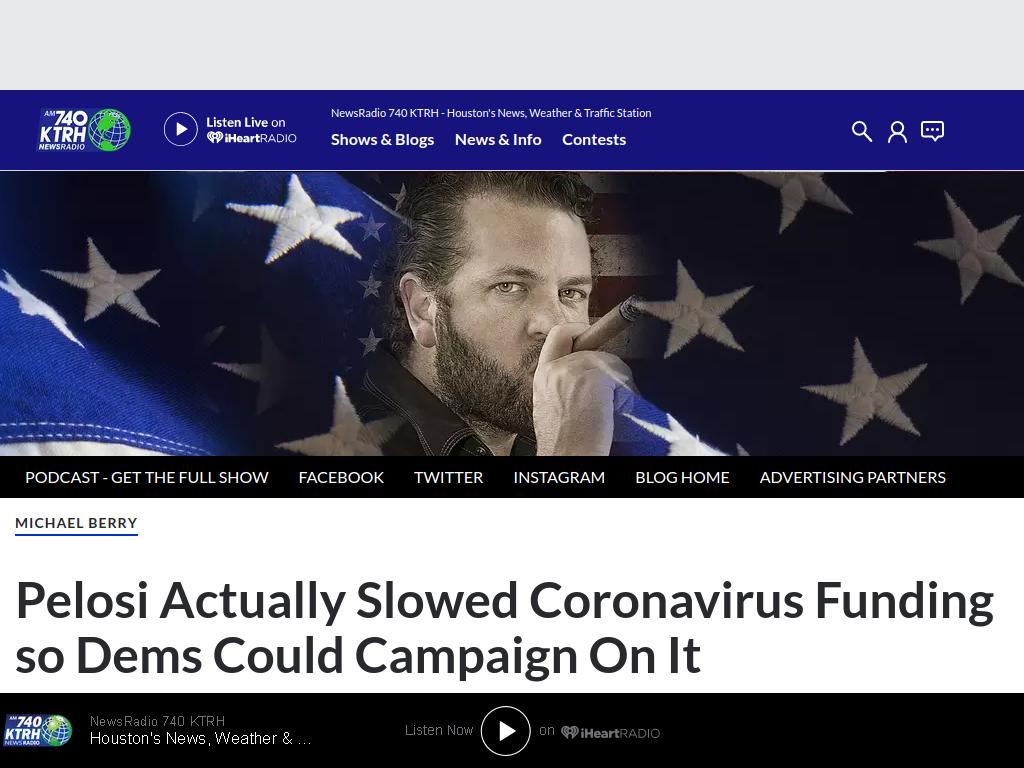 AM 740
KTRH
NEWSRADIO
Listen Live on
iHeartRADIO
NewsRadio 740 KTRH - Houston's News, Weather & Traffic Station
Shows & Blogs News & Info Contests
PODCAST - GET THE FULL SHOW FACEBOOK TWITTER INSTAGRAM BLOG HOME ADVERTISING PARTNERS
MICHAEL BERRY
Pelosi Actually Slowed Coronavirus Funding
so Dems Could Campaign On It
AM 740
KTRH
NEWSRADIO
NewsRadio 740 KTRH
Houston's News, Weather & ...
Listen Now on iHeartRADIO